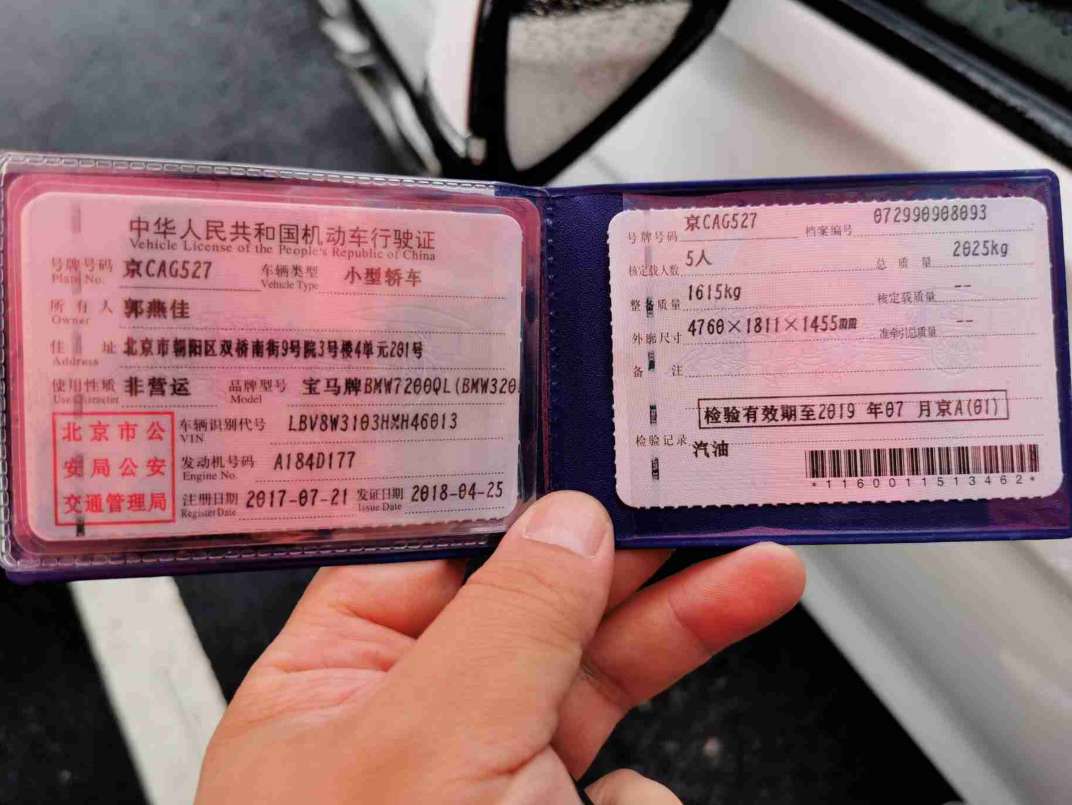 中华人民共和国机动车行驶证
Vehicle License of the People's Republic of China
号牌号码 京CAG527 车辆类型 小型轿车
Plate No. Vehicle Type
所有人 郭燕佳
Owner
住址 北京市朝阳区双桥南街9号院3号楼4单元201号
Address
使用性质 非营运 品牌型号 宝马牌BMW7200QL(BMW320
Use Character Model
北京市公
安局公安
交通管理局
车辆识别代号 LBV8W3103HMH46013
VIN
发动机号码 A184D177
Engine No.
注册日期 2017-07-21 发证日期 2018-04-25
Register Date Issue Date
号牌号码 京CAG527 档案编号 072990908093
核定载人数 5人 总质量 2025kg
整备质量 1615kg 核定载质量 --
外廓尺寸 4760×1811×1455mm 准牵引总质量 --
备注
检验有效期至2019 年07 月京A(01)
检验记录
汽油
*1160011513462*